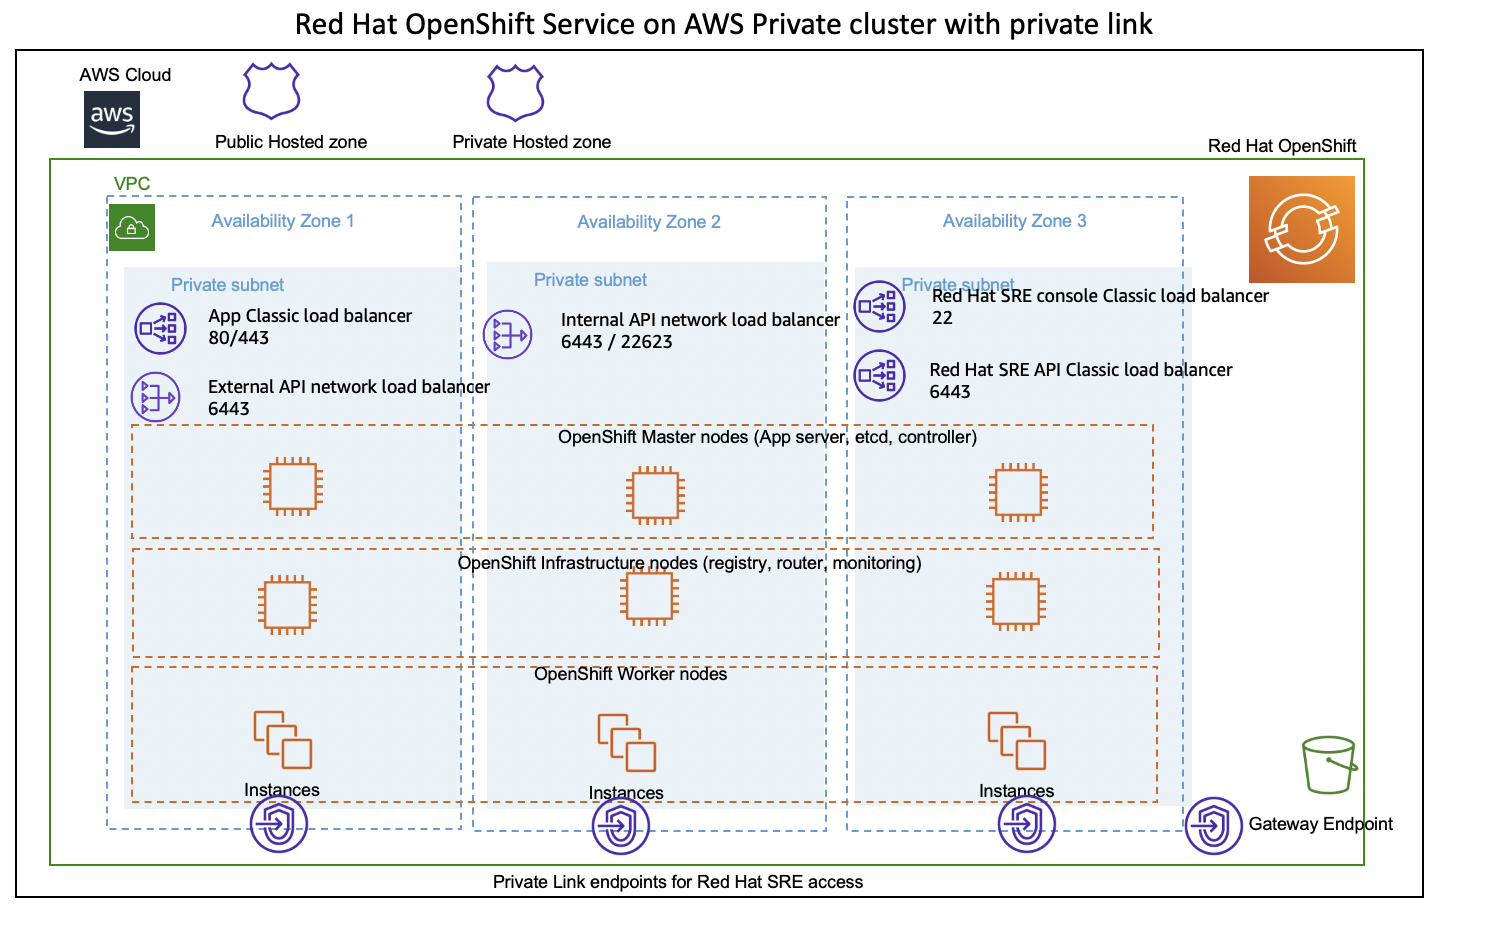 Red Hat OpenShift Service on AWS Private cluster with private link
AWS Cloud
aws
Public Hosted zone
Private Hosted zone
Red Hat OpenShift
VPC
Availability Zone 1
Availability Zone 2
Availability Zone 3
Private subnet
Private subnet
Private subnet
App Classic load balancer
80/443
External API network load balancer
6443
Internal API network load balancer
6443 / 22623
Red Hat SRE console Classic load balancer
22
Red Hat SRE API Classic load balancer
6443
OpenShift Master nodes (App server, etcd, controller)
OpenShift Infrastructure nodes (registry, router, monitoring)
OpenShift Worker nodes
Instances
Instances
Instances
Gateway Endpoint
Private Link endpoints for Red Hat SRE access